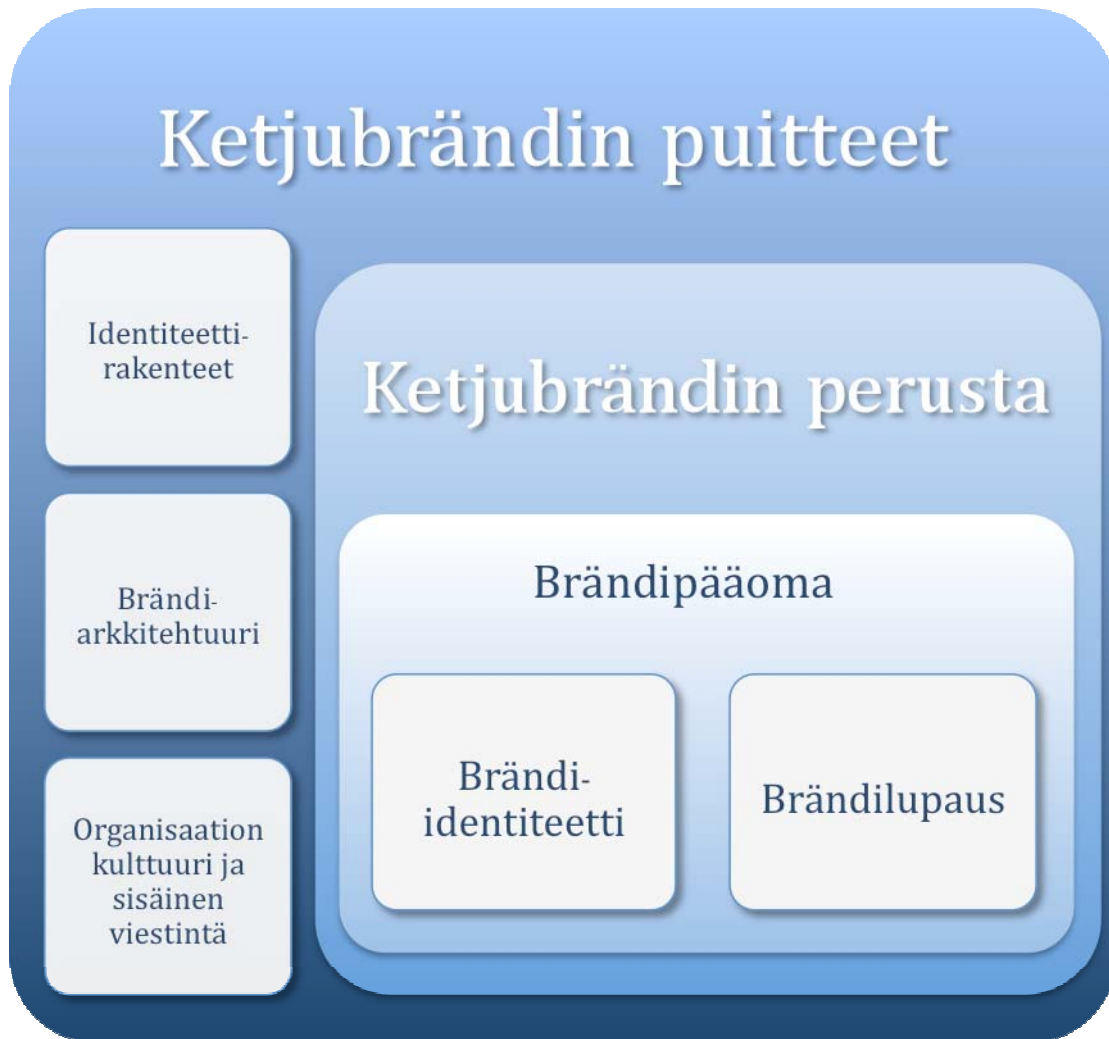 Ketjubrändin puitteet
Identiteetti-
rakenteet
Brändi-
arkkitehtuuri
Organisaation
kulttuuri ja
sisäinen
viestintä
Ketjubrändin perusta
Brändipääoma
Brändi-
identiteetti
Brändilupaus